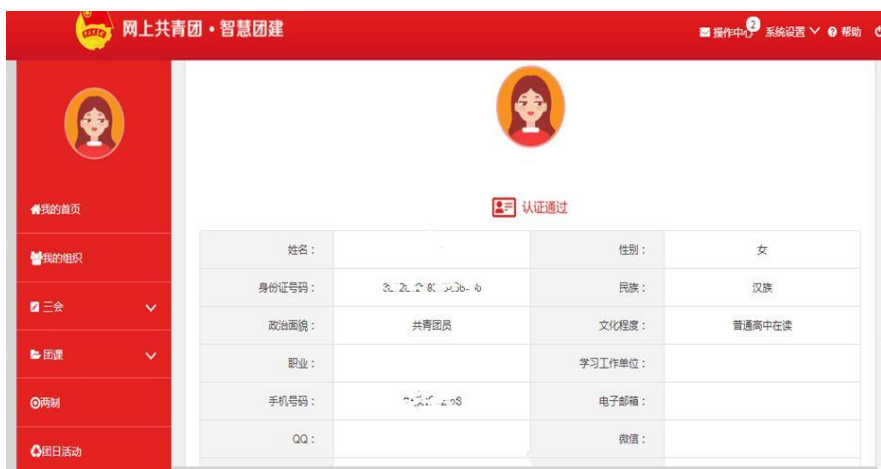 网上共青团·智慧团建
操作中心 2 系统设置 帮助
认证通过
我的首页
我的组织
三会
团课
两制
团日活动
姓名： 性别： 女
身份证号码： 民族： 汉族
政治面貌： 共青团员 文化程度： 普通高中在读
职业： 学习工作单位：
手机号码： 电子邮箱：
QQ： 微信：